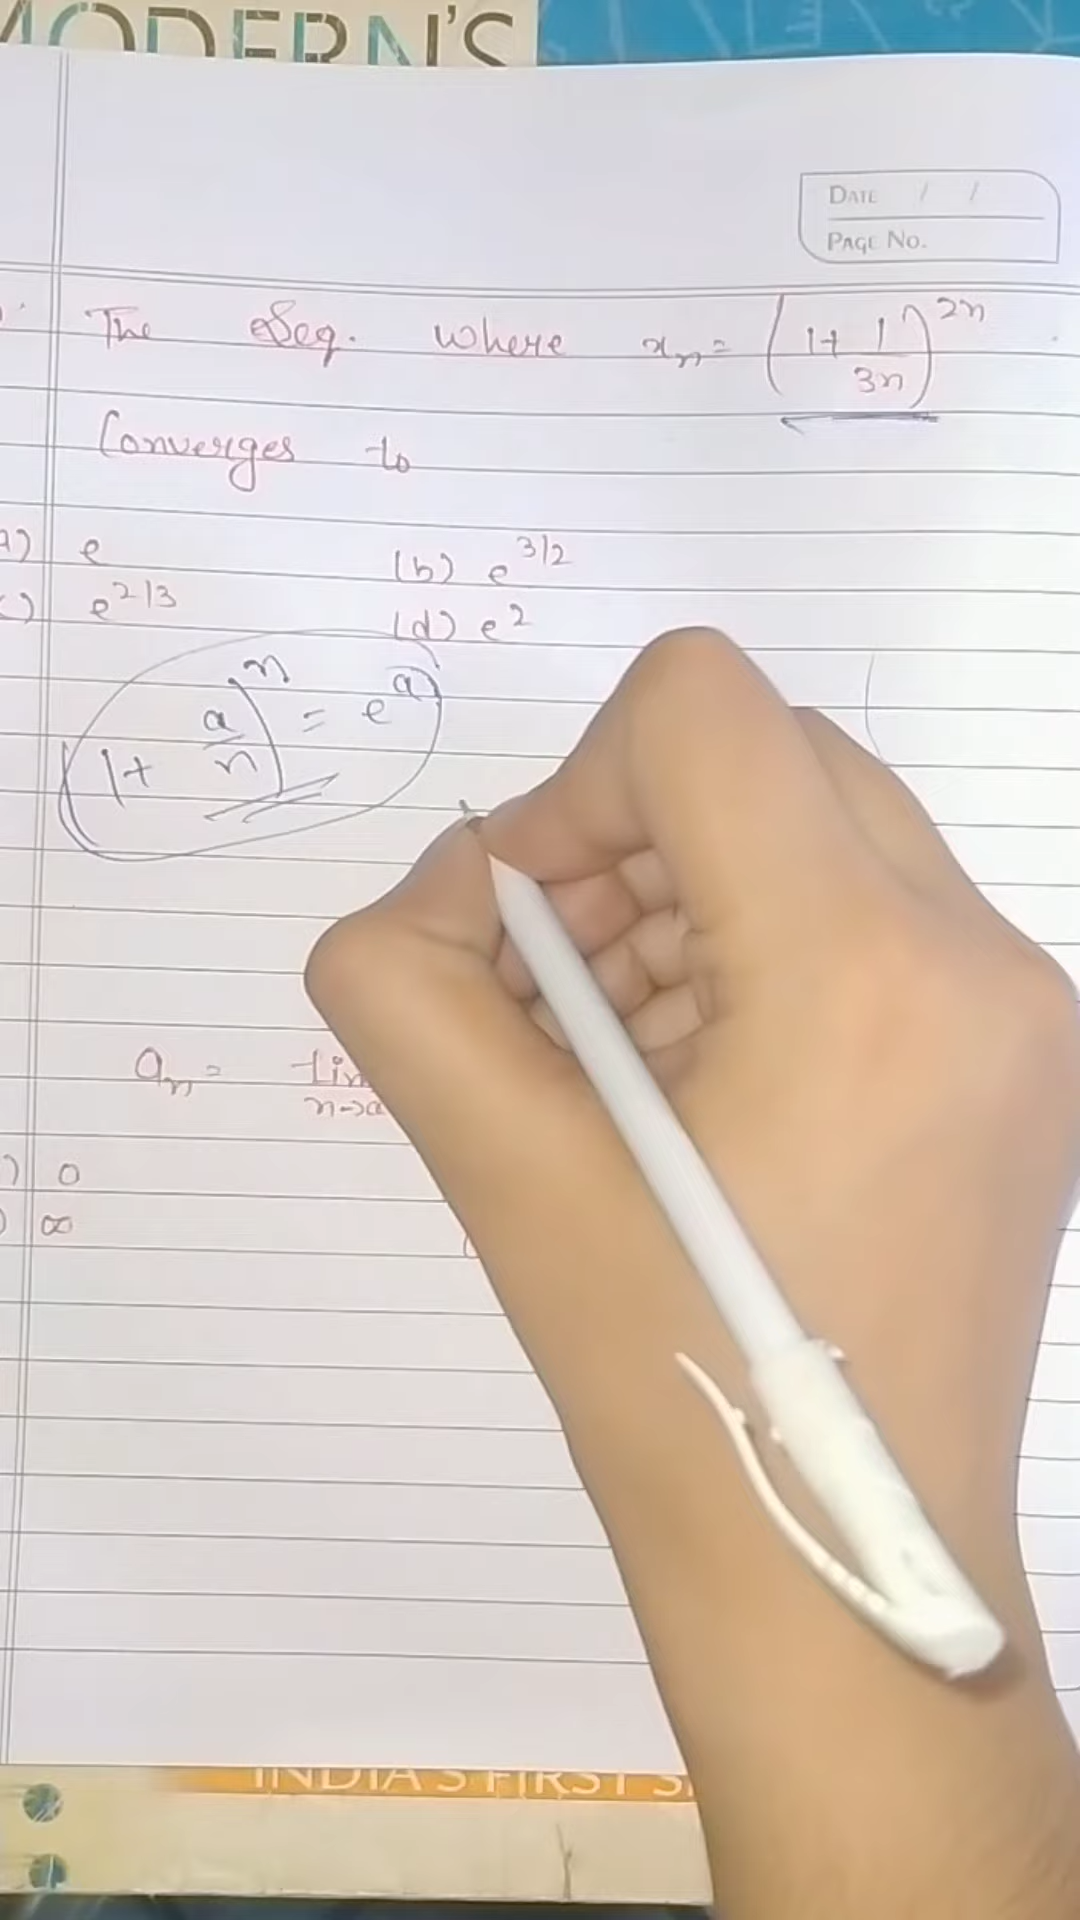 MODERN'S
DATE / /
PAGE NO.
The Seq. where xₙ = (1+ 1/3n)^2n
Converges to
e (b) e^3/2
e^2/3 (d) e^2
(1+ a/n)^n = e^a
aₙ = Lim
n→
) 0
) ∞
INDIA'S FIRST